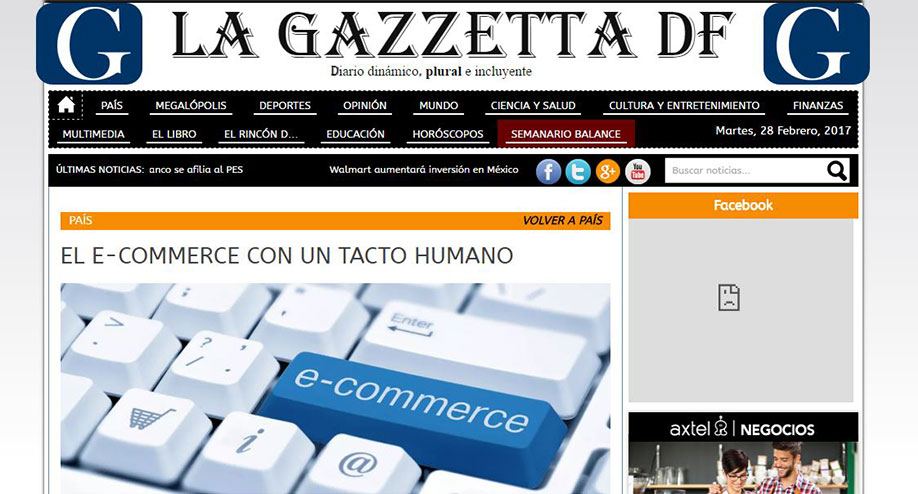 G LA GAZZETTA DF G
Diario dinámico, plural e incluyente
PAÍS MEGALÓPOLIS DEPORTES OPINIÓN MUNDO CIENCIA Y SALUD CULTURA Y ENTRETENIMIENTO FINANZAS
MULTIMEDIA EL LIBRO EL RINCÓN D... EDUCACIÓN HORÓSCOPOS SEMANARIO BALANCE Martes, 28 Febrero, 2017
ÚLTIMAS NOTICIAS: anco se afilia al PES Walmart aumentará inversión en México f t g+ You Tube Buscar noticias...
Facebook
PAÍS VOLVER A PAÍS
EL E-COMMERCE CON UN TACTO HUMANO
Enter
e-commerce
i
@
axtel | NEGOCIOS